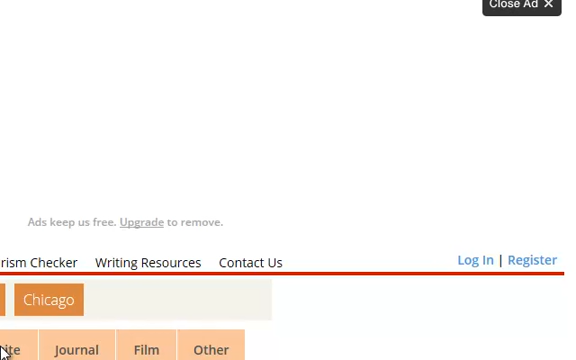 Close Ad ✕
Ads keep us free. Upgrade to remove.
rism Checker Writing Resources Contact Us Log In | Register
Chicago
ite Journal Film Other